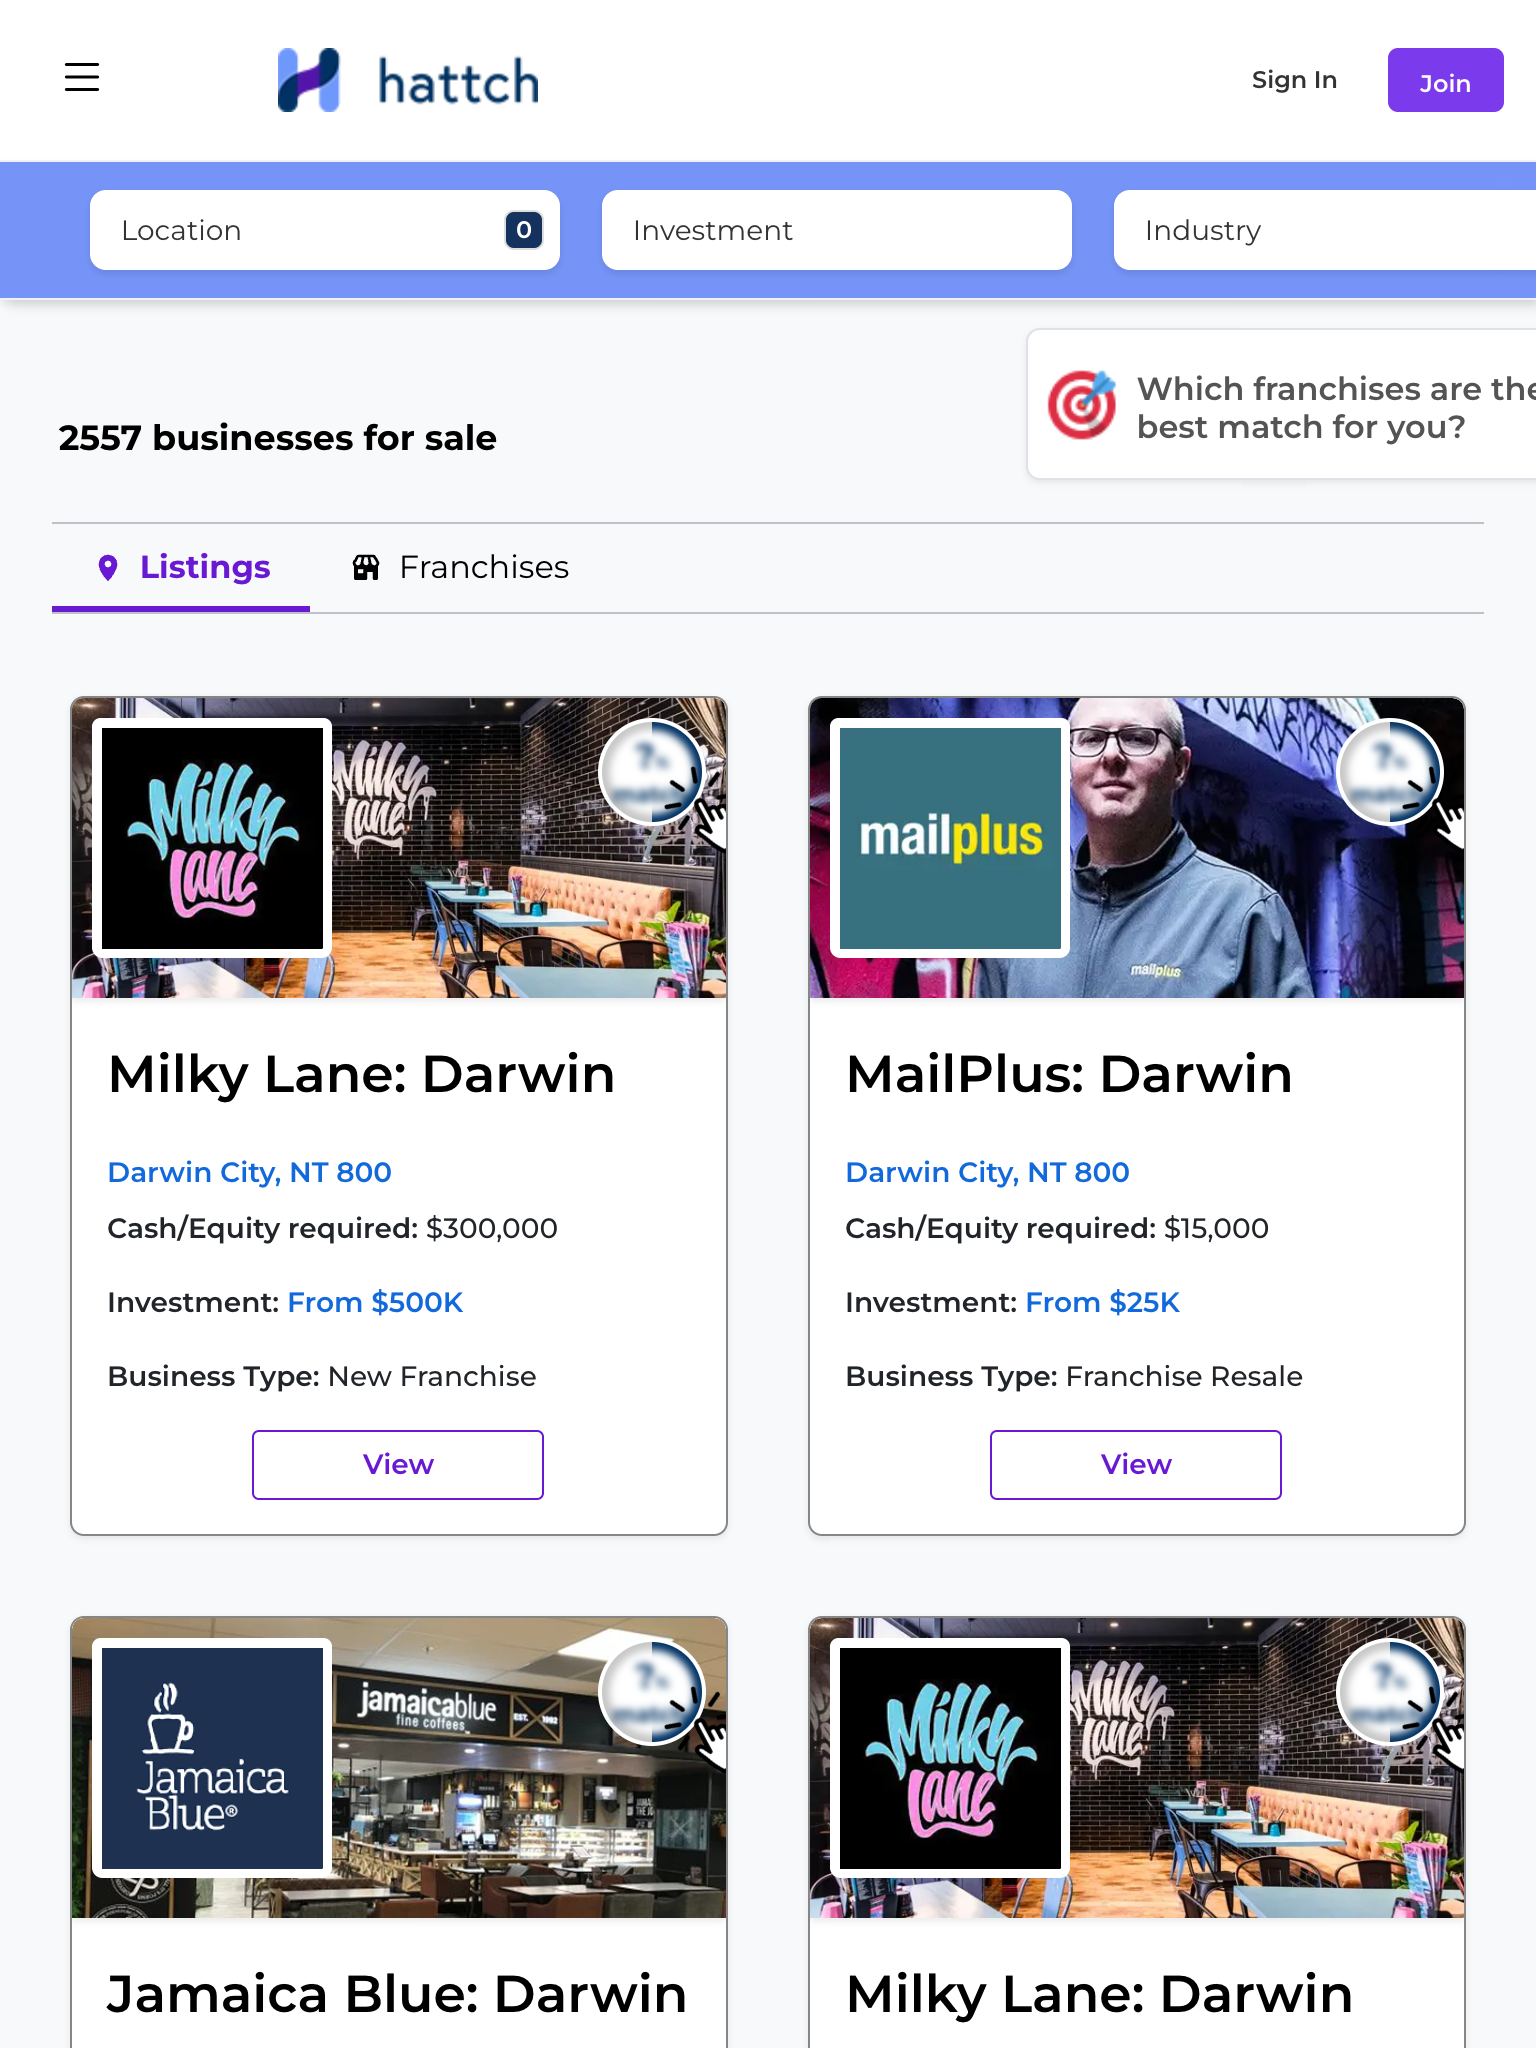 hattch
Sign In
Join
Location
0
Investment
Industry
Which franchises are the
best match for you?
2557 businesses for sale
Listings
Franchises
Milky
Lane
Milky
Lane
mailplus
mailplus
Milky Lane: Darwin
MailPlus: Darwin
Darwin City, NT 800
Darwin City, NT 800
Cash/Equity required: $300,000
Cash/Equity required: $15,000
Investment: From $500K
Investment: From $25K
Business Type: New Franchise
Business Type: Franchise Resale
View
View
Jamaica
Blue®
jamaicablue
fine coffees
EST. 1992
Milky
Lane
Milky
Lane
Jamaica Blue: Darwin
Milky Lane: Darwin